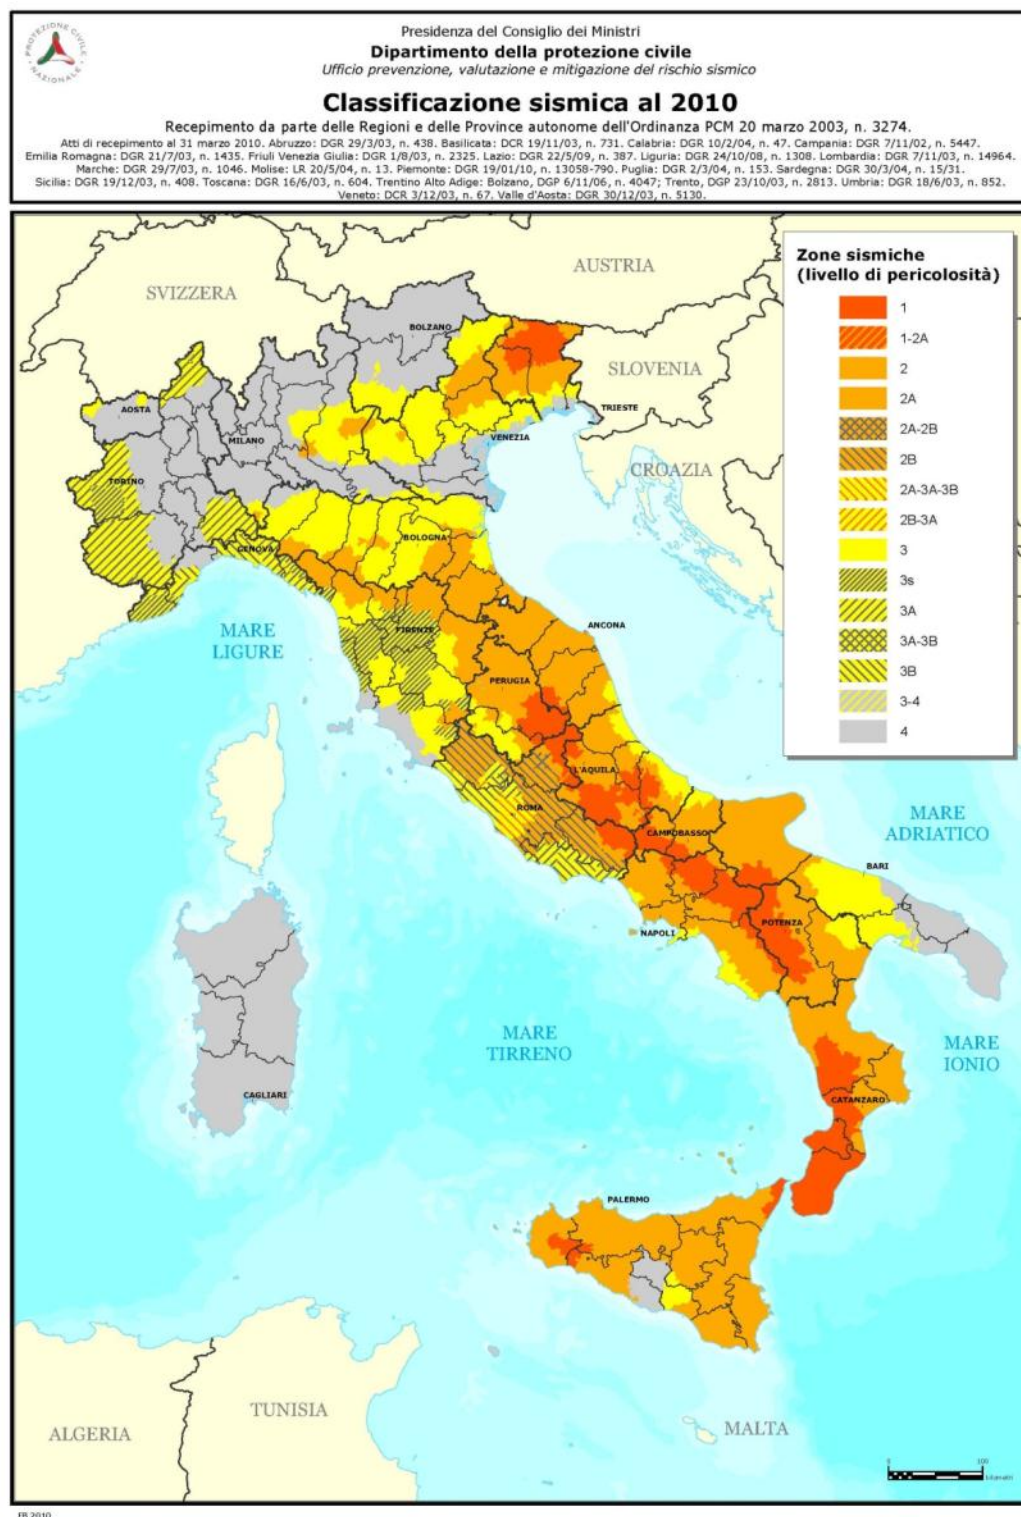 PROTEZIONE CIVILE
NAZIONALE
Presidenza del Consiglio dei Ministri
Dipartimento della protezione civile
Ufficio prevenzione, valutazione e mitigazione del rischio sismico
Classificazione sismica al 2010
Recepimento da parte delle Regioni e delle Province autonome dell'Ordinanza PCM 20 marzo 2003, n. 3274.
Atti di recepimento al 31 marzo 2010. Abruzzo: DGR 29/3/03, n. 438. Basilicata: DCR 19/11/03, n. 731. Calabria: DGR 10/2/04, n. 47. Campania: DGR 7/11/02, n. 5447.
Emilia Romagna: DGR 21/7/03, n. 1435. Friuli Venezia Giulia: DGR 1/8/03, n. 2325. Lazio: DGR 22/5/09, n. 387. Liguria: DGR 24/10/08, n. 1308. Lombardia: DGR 7/11/03, n. 14964.
Marche: DGR 29/7/03, n. 1046. Molise: LR 20/5/04, n. 13. Piemonte: DGR 19/01/10, n. 13058-790. Puglia: DGR 2/3/04, n. 153. Sardegna: DGR 30/3/04, n. 15/31.
Sicilia: DGR 19/12/03, n. 408. Toscana: DGR 16/6/03, n. 604. Trentino Alto Adige: Bolzano, DGP 6/11/06, n. 4047; Trento, DGP 23/10/03, n. 2813. Umbria: DGR 18/6/03, n. 852.
Veneto: DCR 3/12/03, n. 67. Valle d'Aosta: DGR 30/12/03, n. 5130.
Zone sismiche
(livello di pericolosità)
1
1-2A
2
2A
2A-2B
2B
2A-3A-3B
2B-3A
3
3s
3A
3A-3B
3B
3-4
4
AUSTRIA
SVIZZERA
BOLZANO
SLOVENIA
AOSTA
TRIESTE
MILANO
VENEZIA
CROAZIA
TORINO
BOLOGNA
GENOVA
ANCONA
FIRENZE
MARE
LIGURE
PERUGIA
L'AQUILA
ROMA
MARE
ADRIATICO
CAMPOBASSO
BARI
POTENZA
NAPOLI
MARE
TIRRENO
MARE
IONIO
CAGLIARI
CATANZARO
PALERMO
TUNISIA
ALGERIA
MALTA
0 100
kilometri
FB 2010